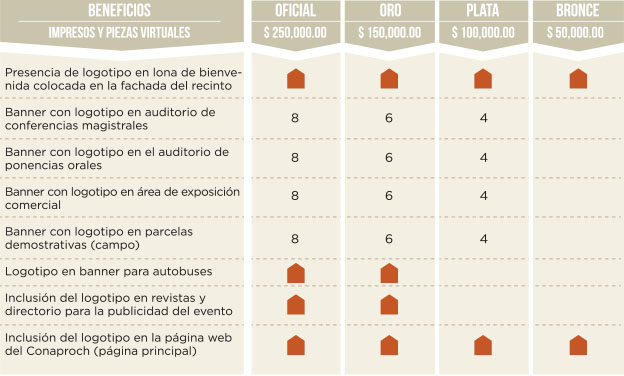 BENEFICIOS OFICIAL ORO PLATA BRONCE
IMPRESOS Y PIEZAS VIRTUALES $ 250,000.00 $ 150,000.00 $ 100,000.00 $ 50,000.00
Presencia de logotipo en lona de bienve-
nida colocada en la fachada del recinto
Banner con logotipo en auditorio de
conferencias magistrales
8 6 4
Banner con logotipo en el auditorio de
ponencias orales
8 6 4
Banner con logotipo en área de exposición
comercial
8 6 4
Banner con logotipo en parcelas
demostrativas (campo)
8 6 4
Logotipo en banner para autobuses
Inclusión del logotipo en revistas y
directorio para la publicidad del evento
Inclusión del logotipo en la página web
del Conaproch (página principal)